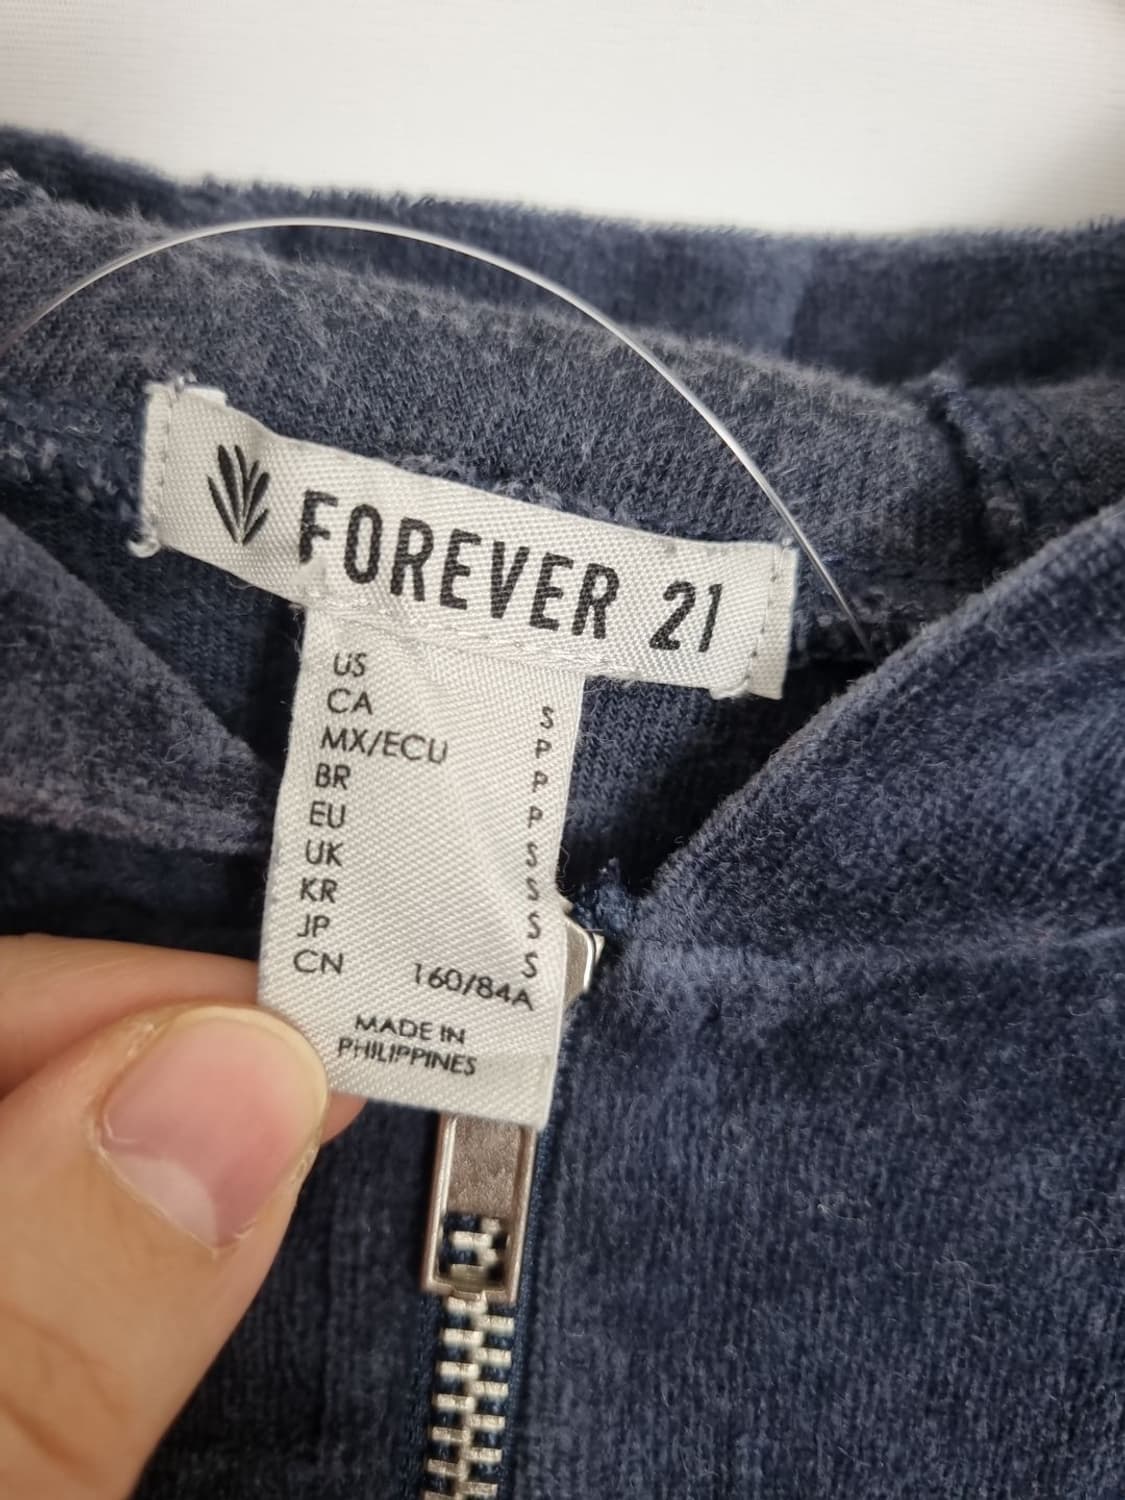 FOREVER 21
US S
CA P
MX/ECU P
BR P
EU S
UK S
KR S
JP S
CN 160/84A
MADE IN
PHILIPPINES